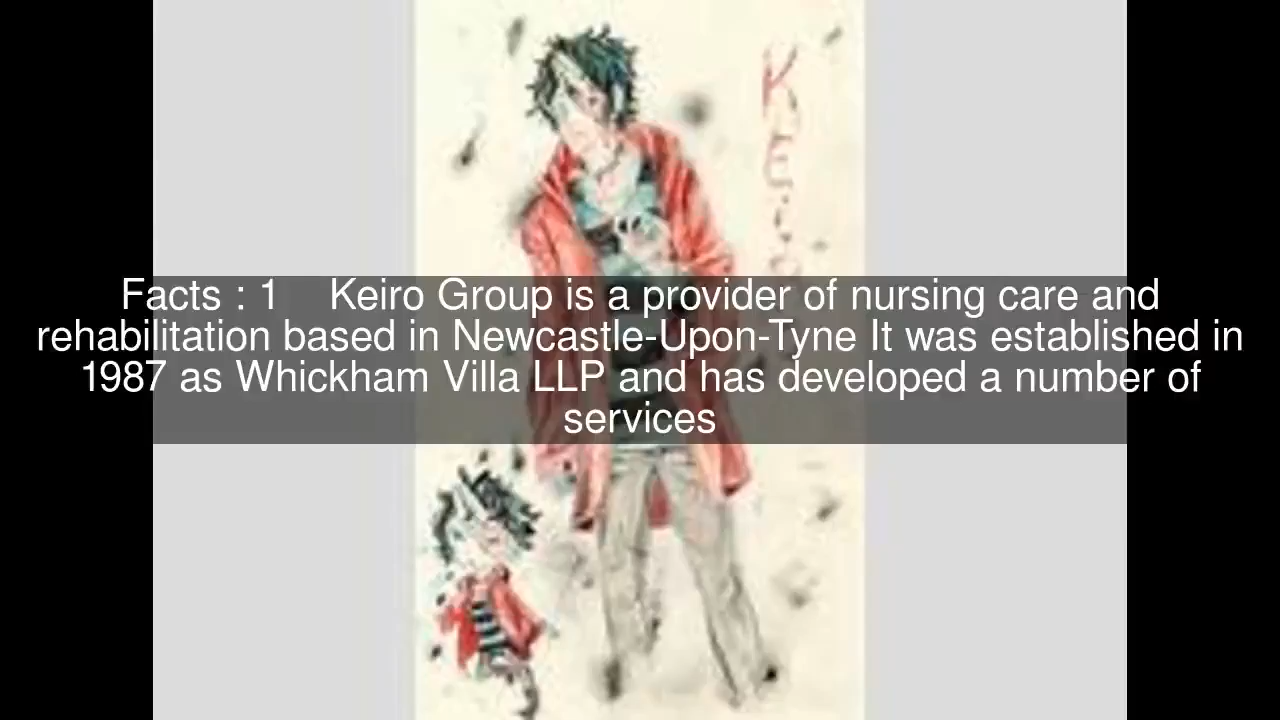 KEiro
Facts : 1    Keiro Group is a provider of nursing care and
rehabilitation based in Newcastle-Upon-Tyne It was established in
1987 as Whickham Villa LLP and has developed a number of
services